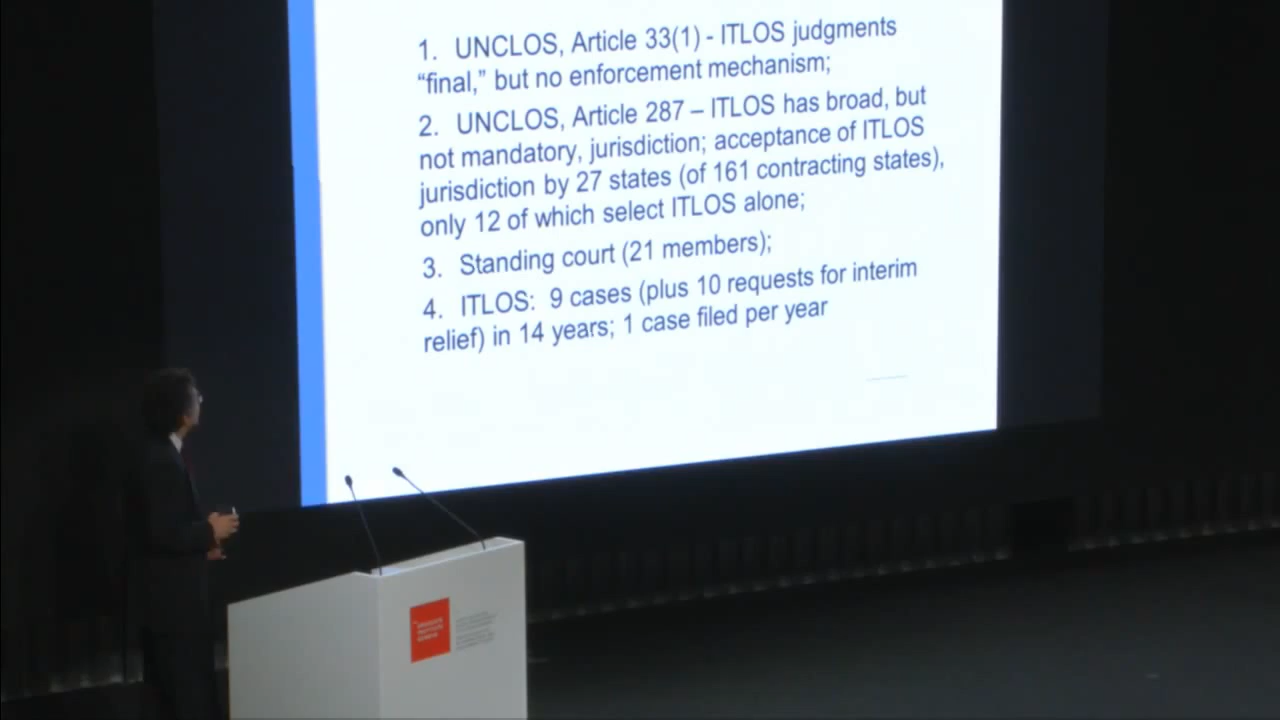 1. UNCLOS, Article 33(1) - ITLOS judgments
“final,” but no enforcement mechanism;
2. UNCLOS, Article 287 – ITLOS has broad, but
not mandatory, jurisdiction; acceptance of ITLOS
jurisdiction by 27 states (of 161 contracting states),
only 12 of which select ITLOS alone;
3. Standing court (21 members);
4. ITLOS: 9 cases (plus 10 requests for interim
relief) in 14 years; 1 case filed per year
GRADUATE
INSTITUTE
GENEVA